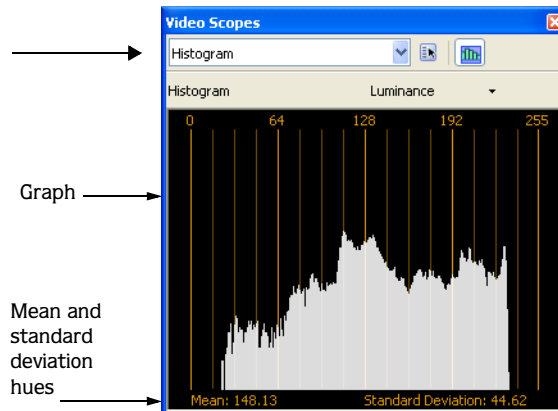 Video Scopes
Histogram
Histogram Luminance
0 64 128 192 255
Graph
Mean and
standard
deviation
hues
Mean: 148.13 Standard Deviation: 44.62